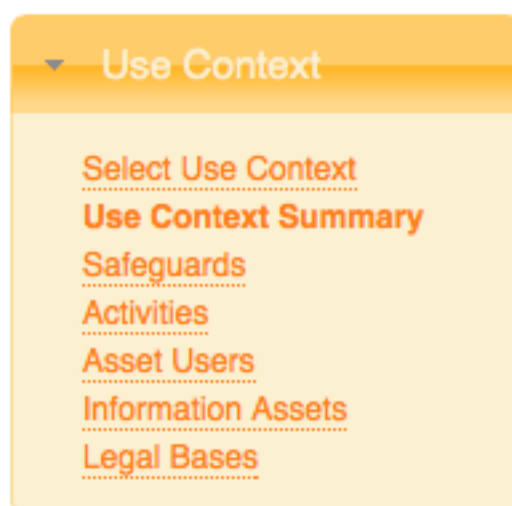 Use Context
Select Use Context
Use Context Summary
Safeguards
Activities
Asset Users
Information Assets
Legal Bases